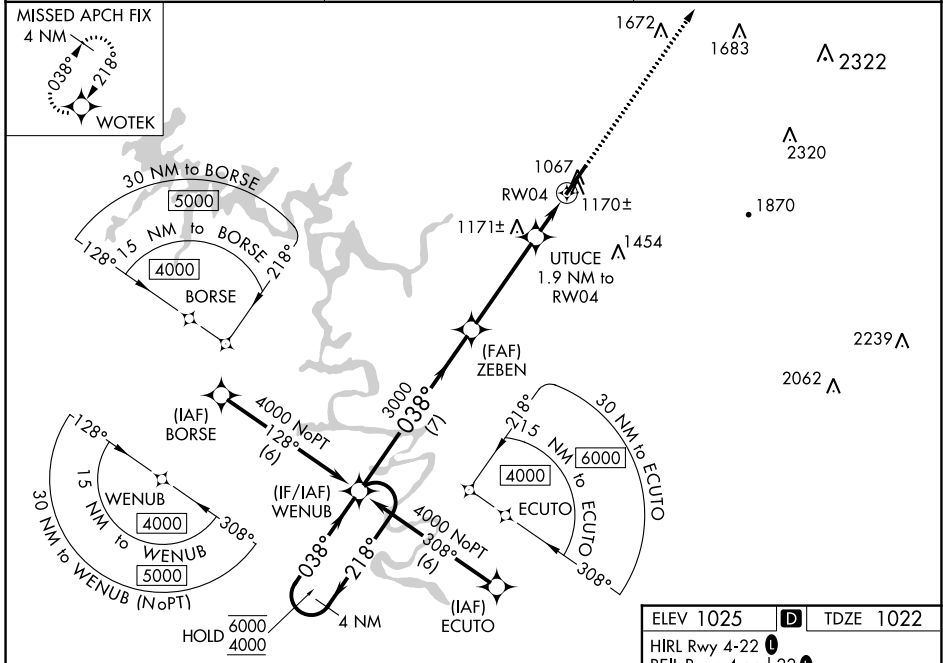 MISSED APCH FIX
4 NM
038°
218°
WOTEK
1672
1683
2322
2320
1870
1067
RW04
1170±
1171±
1454
UTUCE
1.9 NM to
RW04
2239
2062
30 NM to BORSE
5000
15 NM to BORSE
4000
128°
218°
BORSE
(FAF)
ZEBEN
3000
038°
(7)
(IAF)
BORSE
4000 NoPT
128°
(6)
(IF/IAF)
WENUB
128°
WENUB
4000
308°
15 NM to WENUB
5000
30 NM to WENUB (NoPT)
218°
215 NM to ECUTO
30 NM to ECUTO
6000
4000
ECUTO
308°
4000 NoPT
308°
(6)
(IAF)
ECUTO
038°
218°
4 NM
HOLD 6000
4000
ELEV 1025 D TDZE 1022
HIRL Rwy 4-22 L